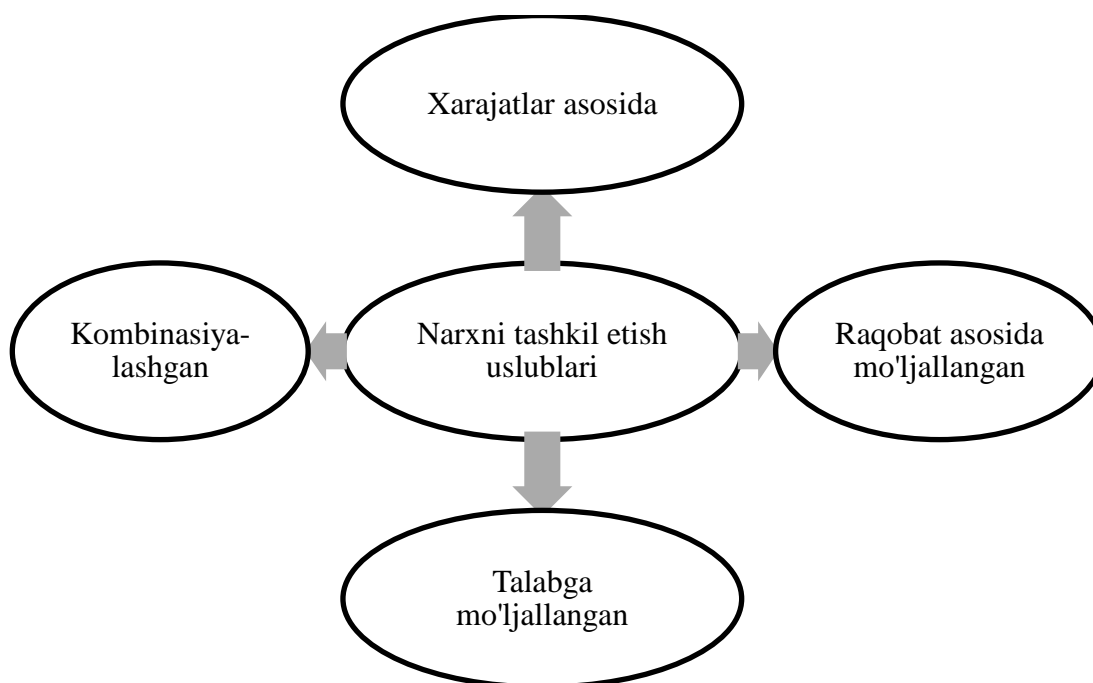 Xarajatlar asosida
Kombinasiya-
lashgan
Narxni tashkil etish
uslublari
Raqobat asosida
mo'ljallangan
Talabga
mo'ljallangan